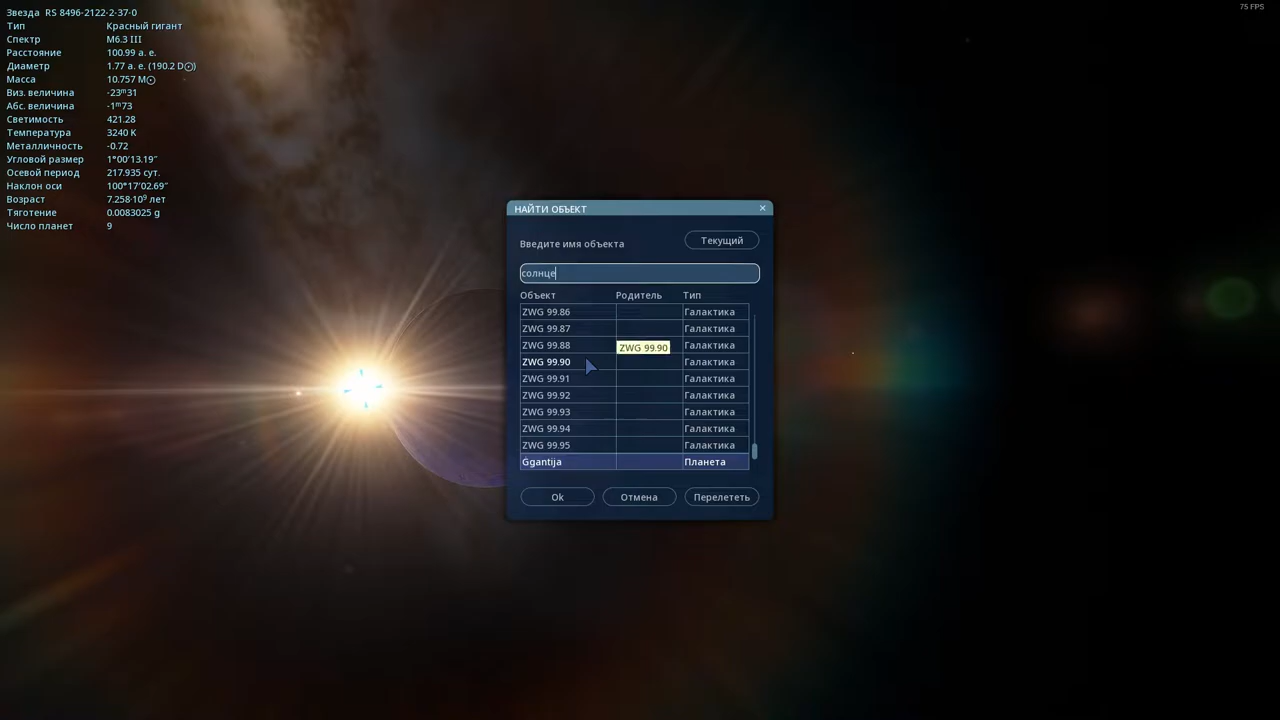 75 FPS
Звезда RS 8496-2122-2-37-0
Тип Красный гигант
Спектр M6.3 III
Расстояние 100.99 а. е.
Диаметр 1.77 а. е. (190.2 D☉)
Масса 10.757 M☉
Виз. величина -23ᵐ31
Абс. величина -1ᵐ73
Светимость 421.28
Температура 3240 K
Металличность -0.72
Угловой размер 1°00'13.19"
Осевой период 217.935 сут.
Наклон оси 100°17'02.69"
Возраст 7.258·10⁹ лет
Тяготение 0.0083025 g
Число планет 9
НАЙТИ ОБЪЕКТ ×
Введите имя объекта Текущий
солнце
Объект Родитель Тип
ZWG 99.86 Галактика
ZWG 99.87 Галактика
ZWG 99.88 ZWG 99.90 Галактика
ZWG 99.90 Галактика
ZWG 99.91 Галактика
ZWG 99.92 Галактика
ZWG 99.93 Галактика
ZWG 99.94 Галактика
ZWG 99.95 Галактика
Ġgantija Планета
Ok Отмена Перелететь